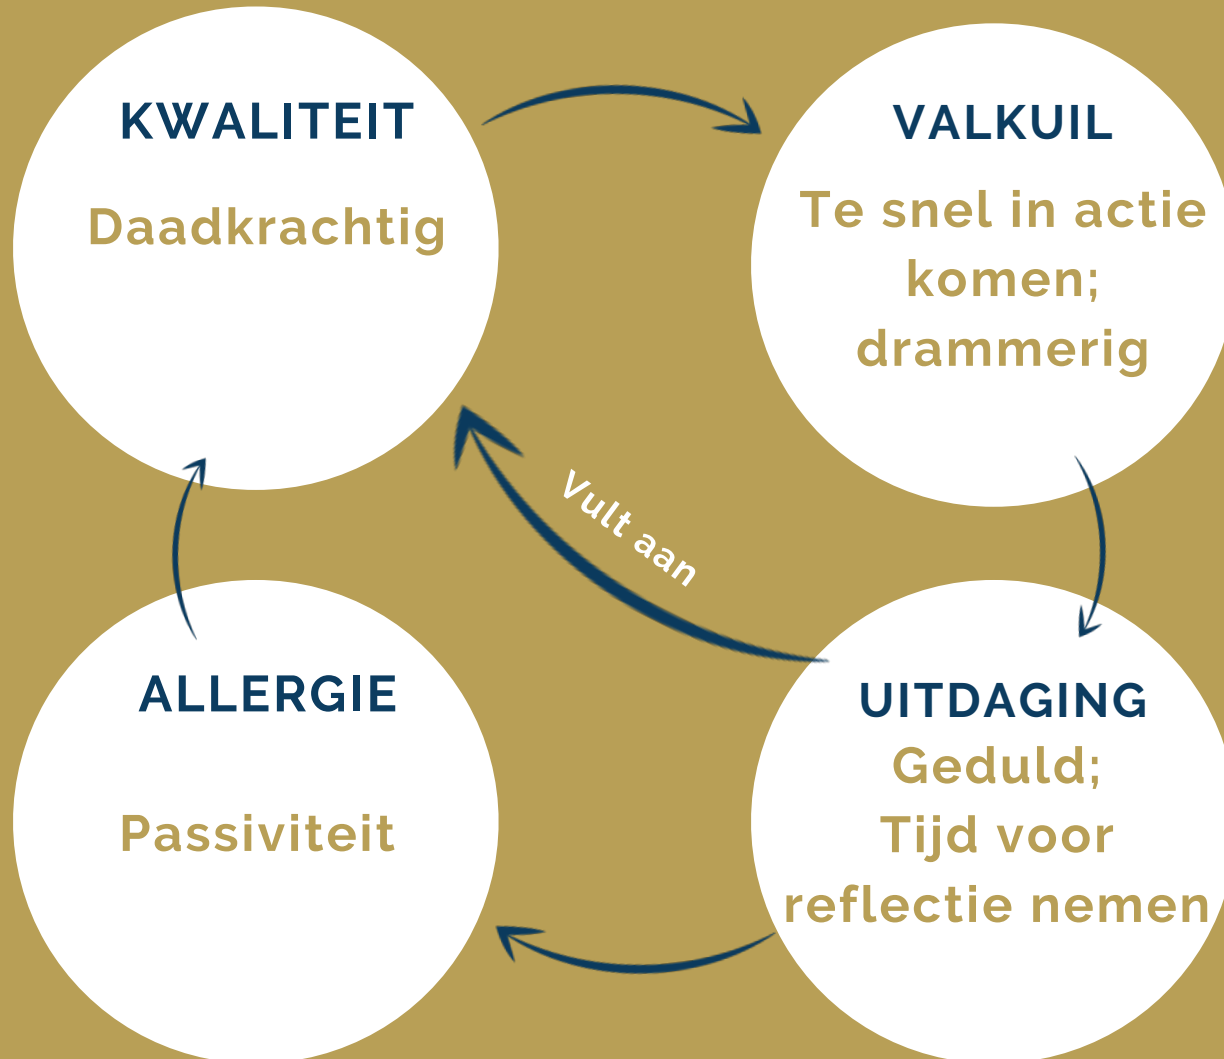 KWALITEIT
Daadkrachtig
VALKUIL
Te snel in actie
komen;
drammerig
Vult aan
ALLERGIE
Passiviteit
UITDAGING
Geduld;
Tijd voor
reflectie nemen